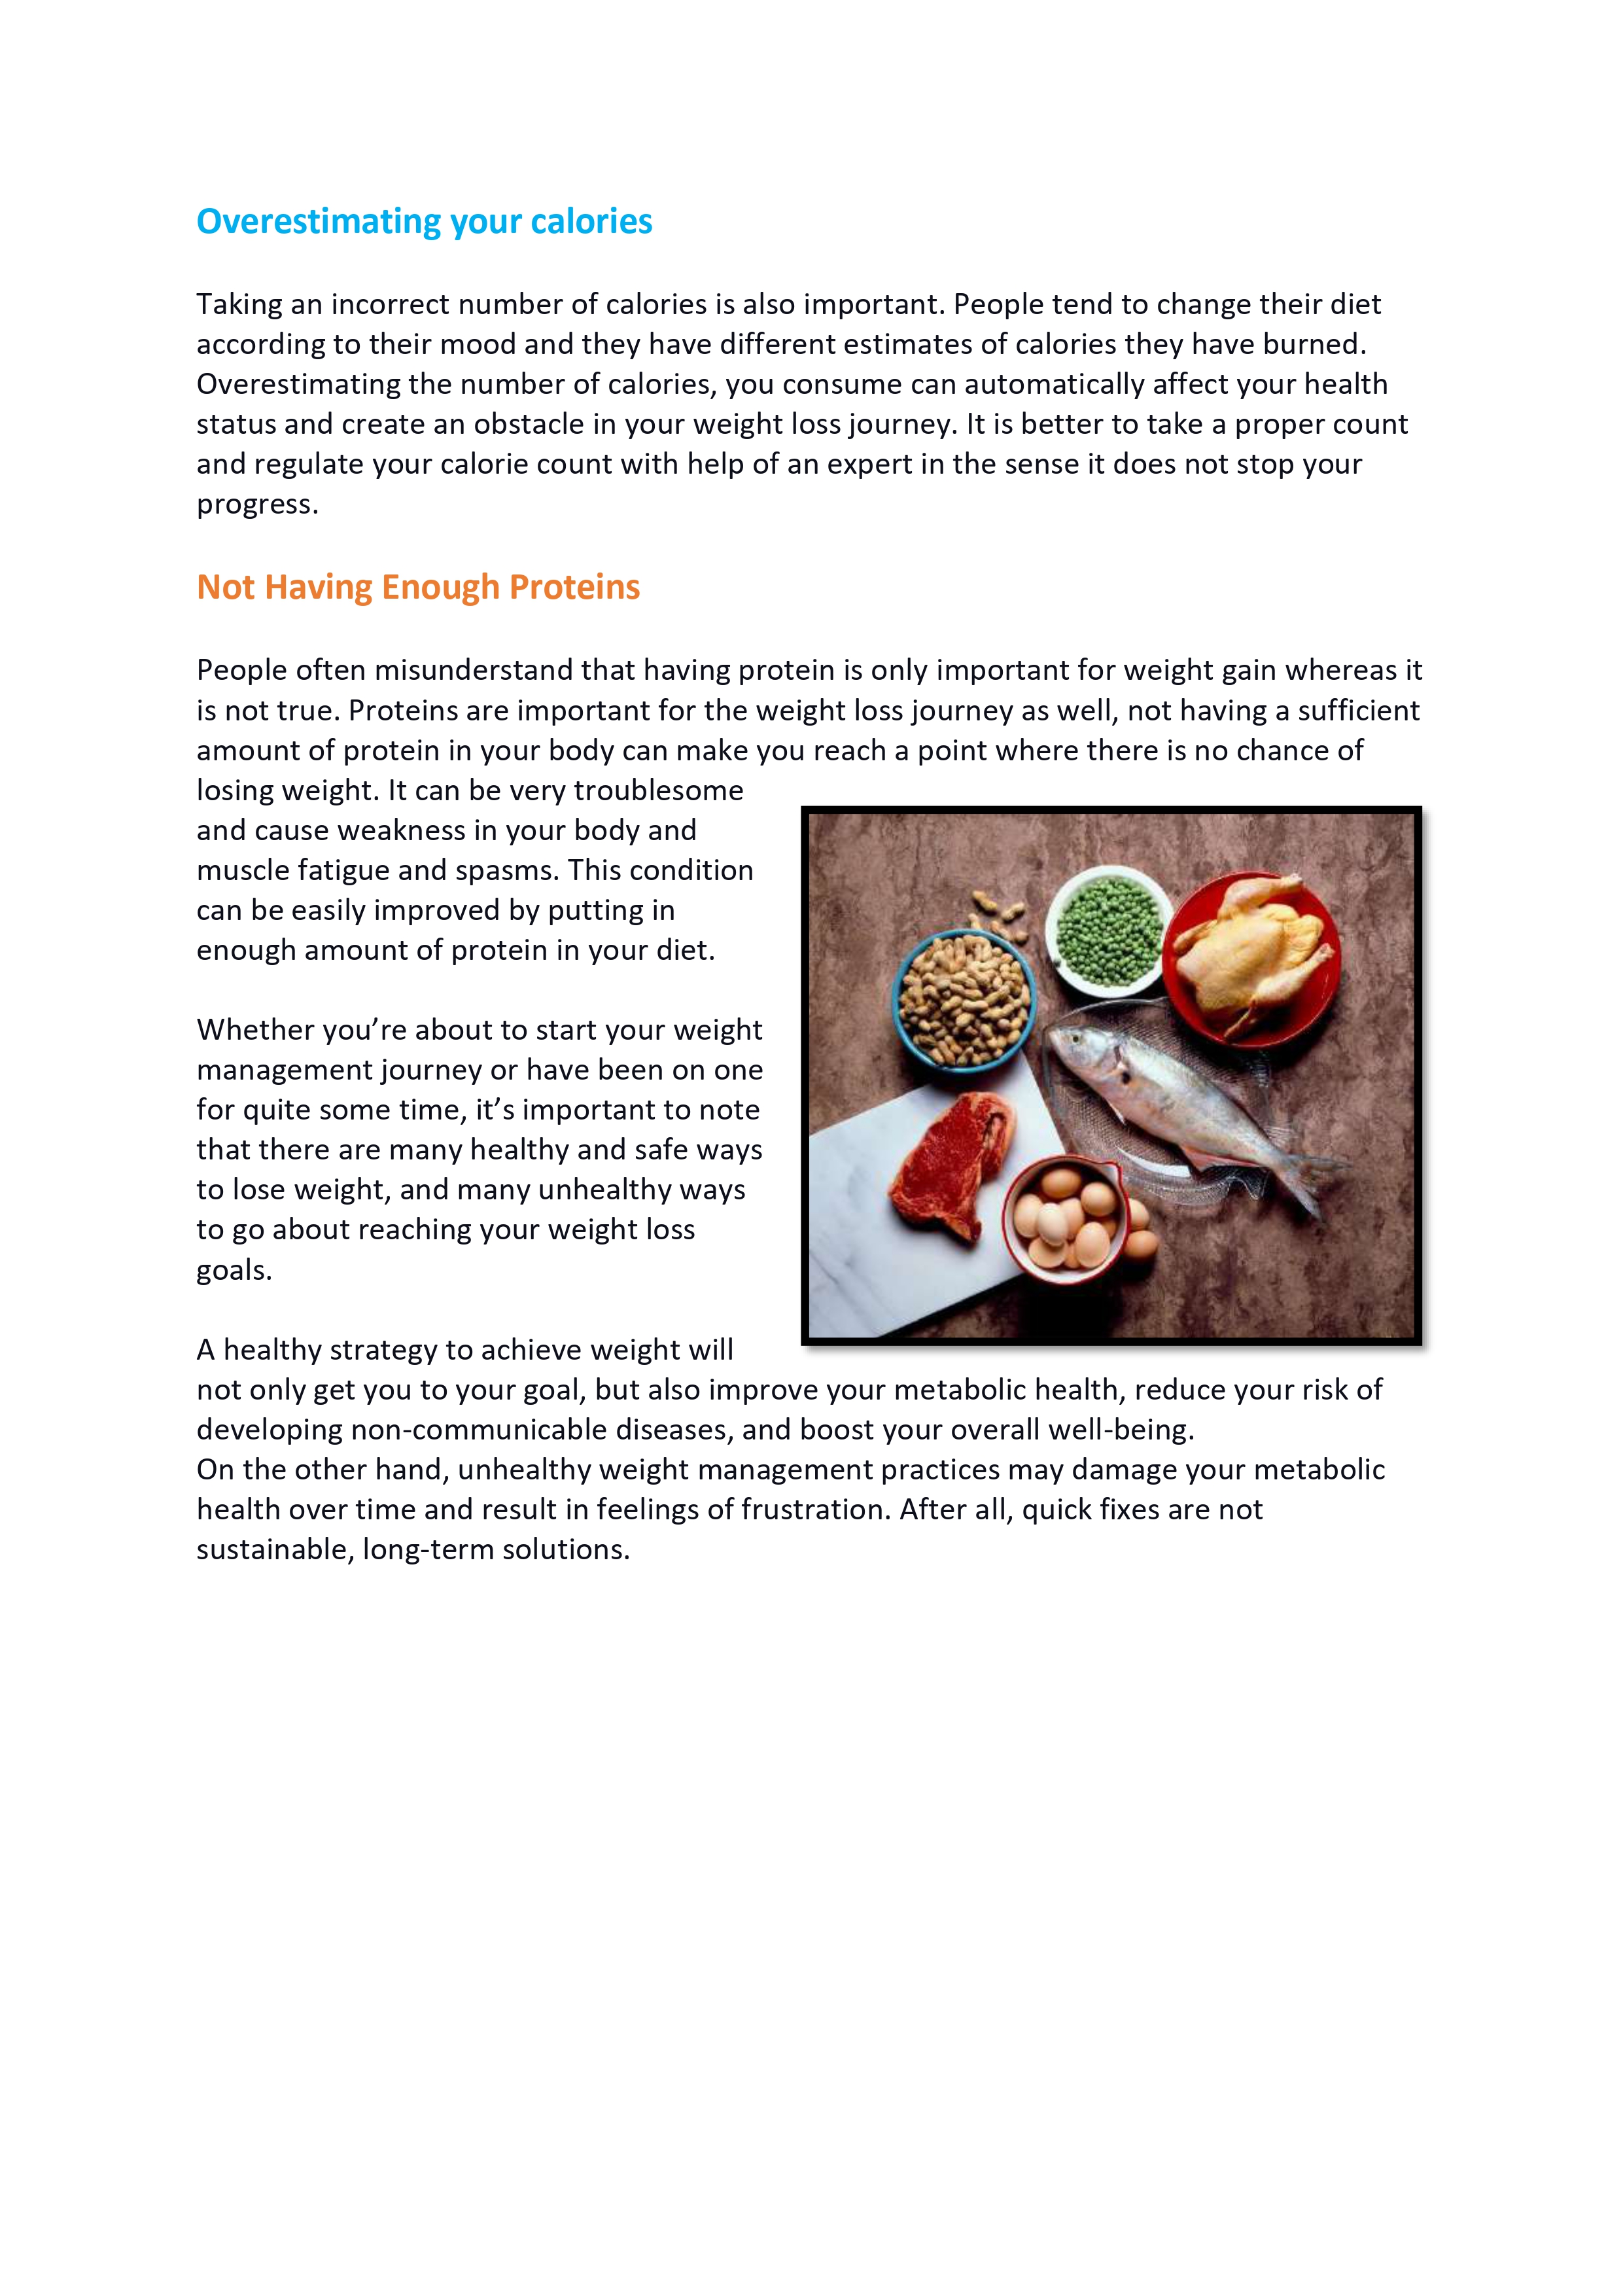 Overestimating your calories
Taking an incorrect number of calories is also important. People tend to change their diet
according to their mood and they have different estimates of calories they have burned.
Overestimating the number of calories, you consume can automatically affect your health
status and create an obstacle in your weight loss journey. It is better to take a proper count
and regulate your calorie count with help of an expert in the sense it does not stop your
progress.
Not Having Enough Proteins
People often misunderstand that having protein is only important for weight gain whereas it
is not true. Proteins are important for the weight loss journey as well, not having a sufficient
amount of protein in your body can make you reach a point where there is no chance of
losing weight. It can be very troublesome
and cause weakness in your body and
muscle fatigue and spasms. This condition
can be easily improved by putting in
enough amount of protein in your diet.
Whether you’re about to start your weight
management journey or have been on one
for quite some time, it’s important to note
that there are many healthy and safe ways
to lose weight, and many unhealthy ways
to go about reaching your weight loss
goals.
A healthy strategy to achieve weight will
not only get you to your goal, but also improve your metabolic health, reduce your risk of
developing non-communicable diseases, and boost your overall well-being.
On the other hand, unhealthy weight management practices may damage your metabolic
health over time and result in feelings of frustration. After all, quick fixes are not
sustainable, long-term solutions.